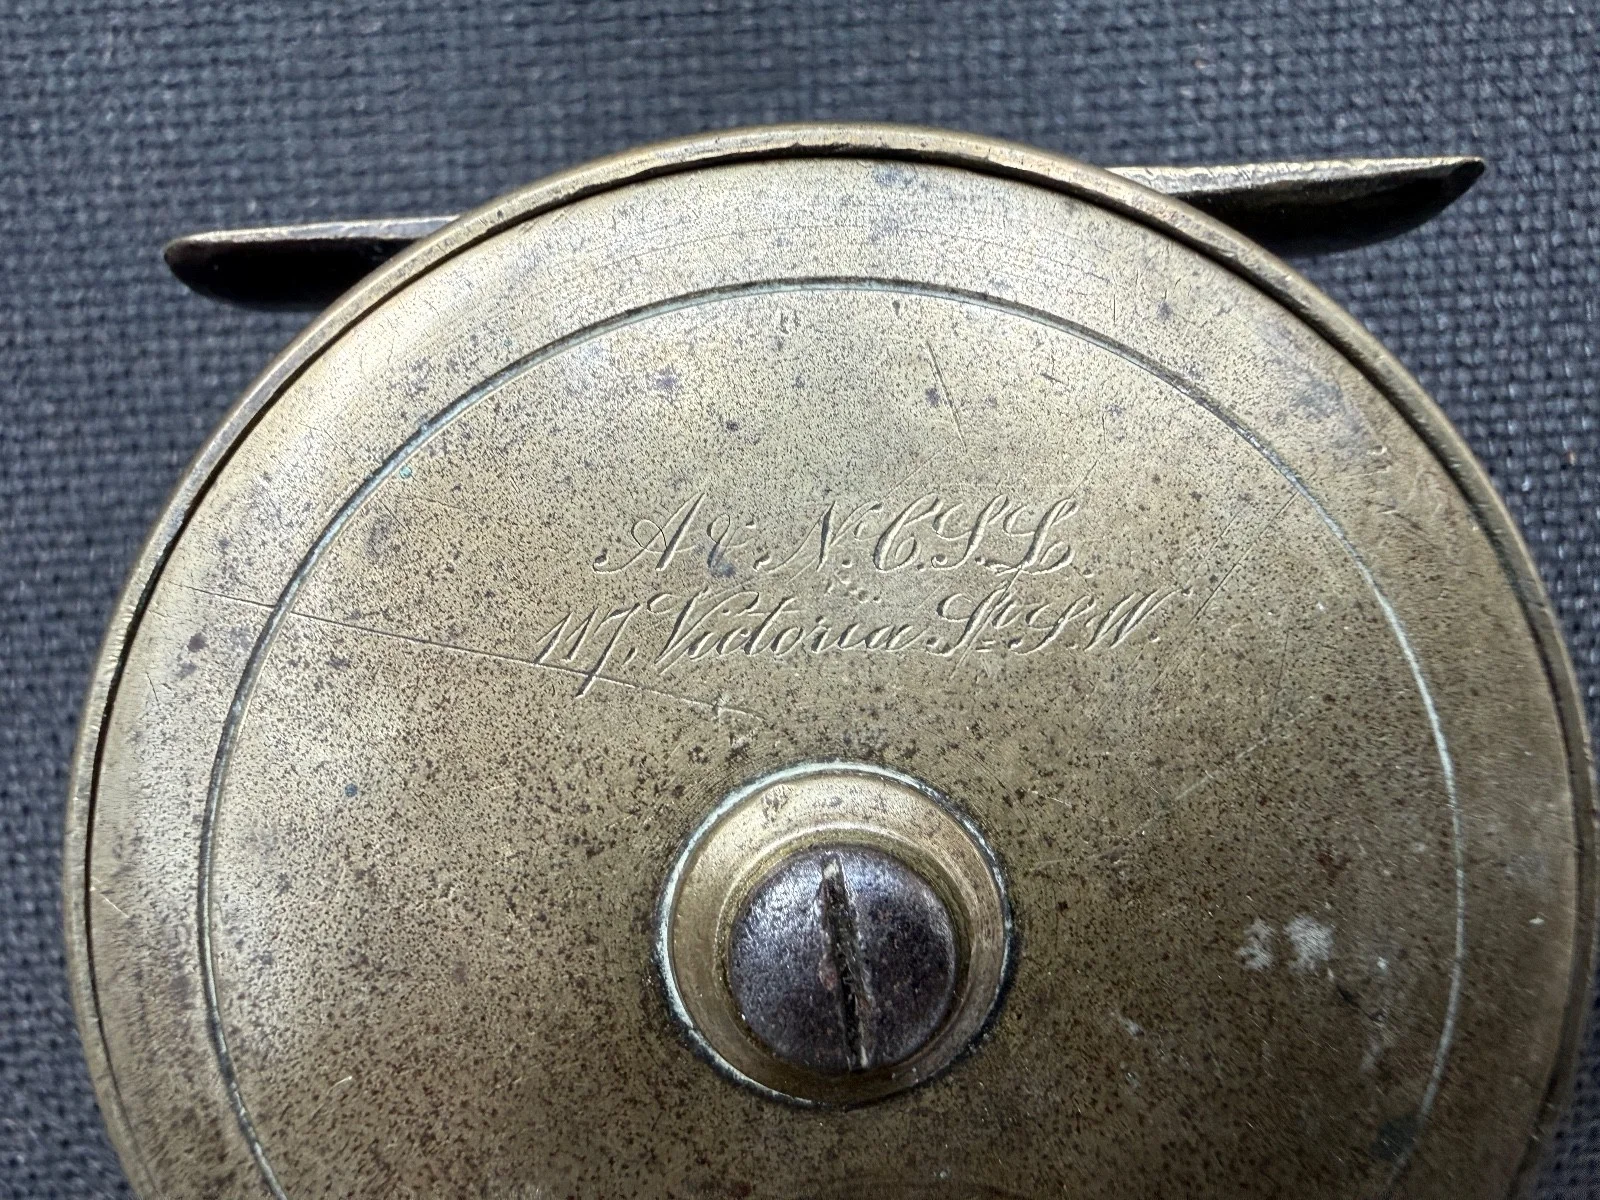 A & N.C.S.L.
117, Victoria St. S.W.